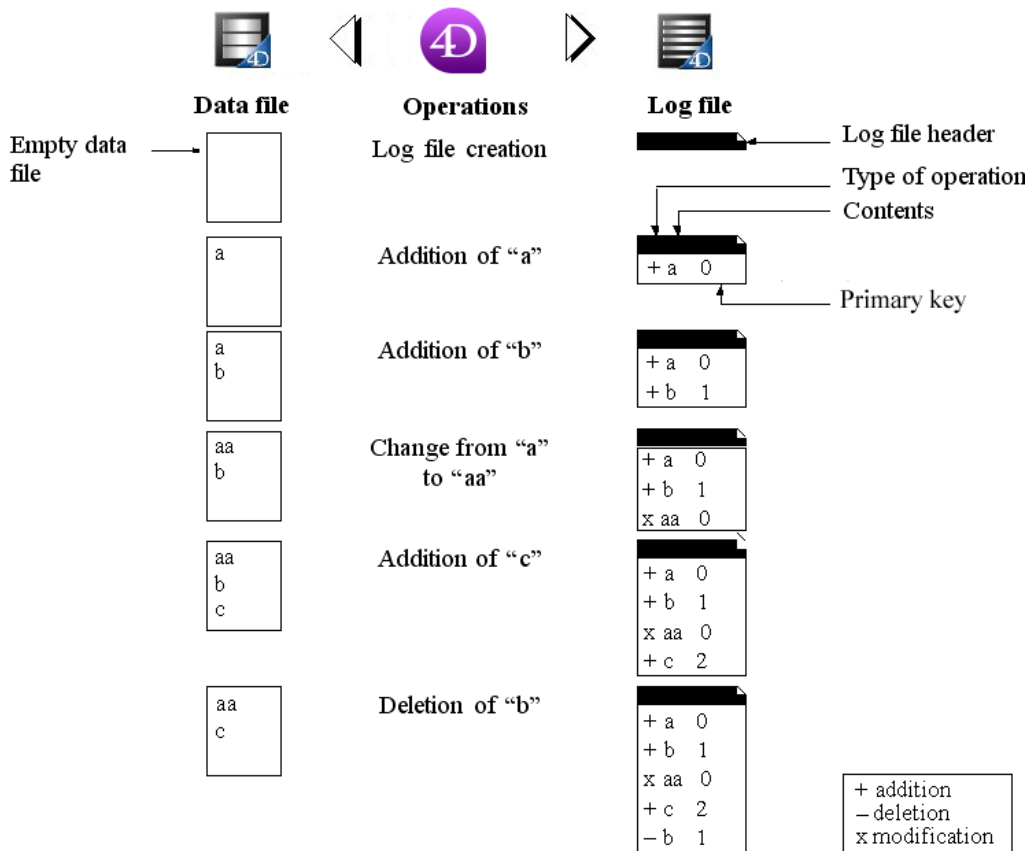 4D
4D
4D
Data file
Operations
Log file
Empty data
file
Log file creation
Log file header
Type of operation
Contents
a
Addition of “a”
+ a 0
Primary key
a
b
Addition of “b”
+ a 0
+ b 1
aa
b
Change from “a”
to “aa”
+ a 0
+ b 1
x aa 0
aa
b
c
Addition of “c”
+ a 0
+ b 1
x aa 0
+ c 2
aa
c
Deletion of “b”
+ a 0
+ b 1
x aa 0
+ c 2
– b 1
+ addition
– deletion
x modification